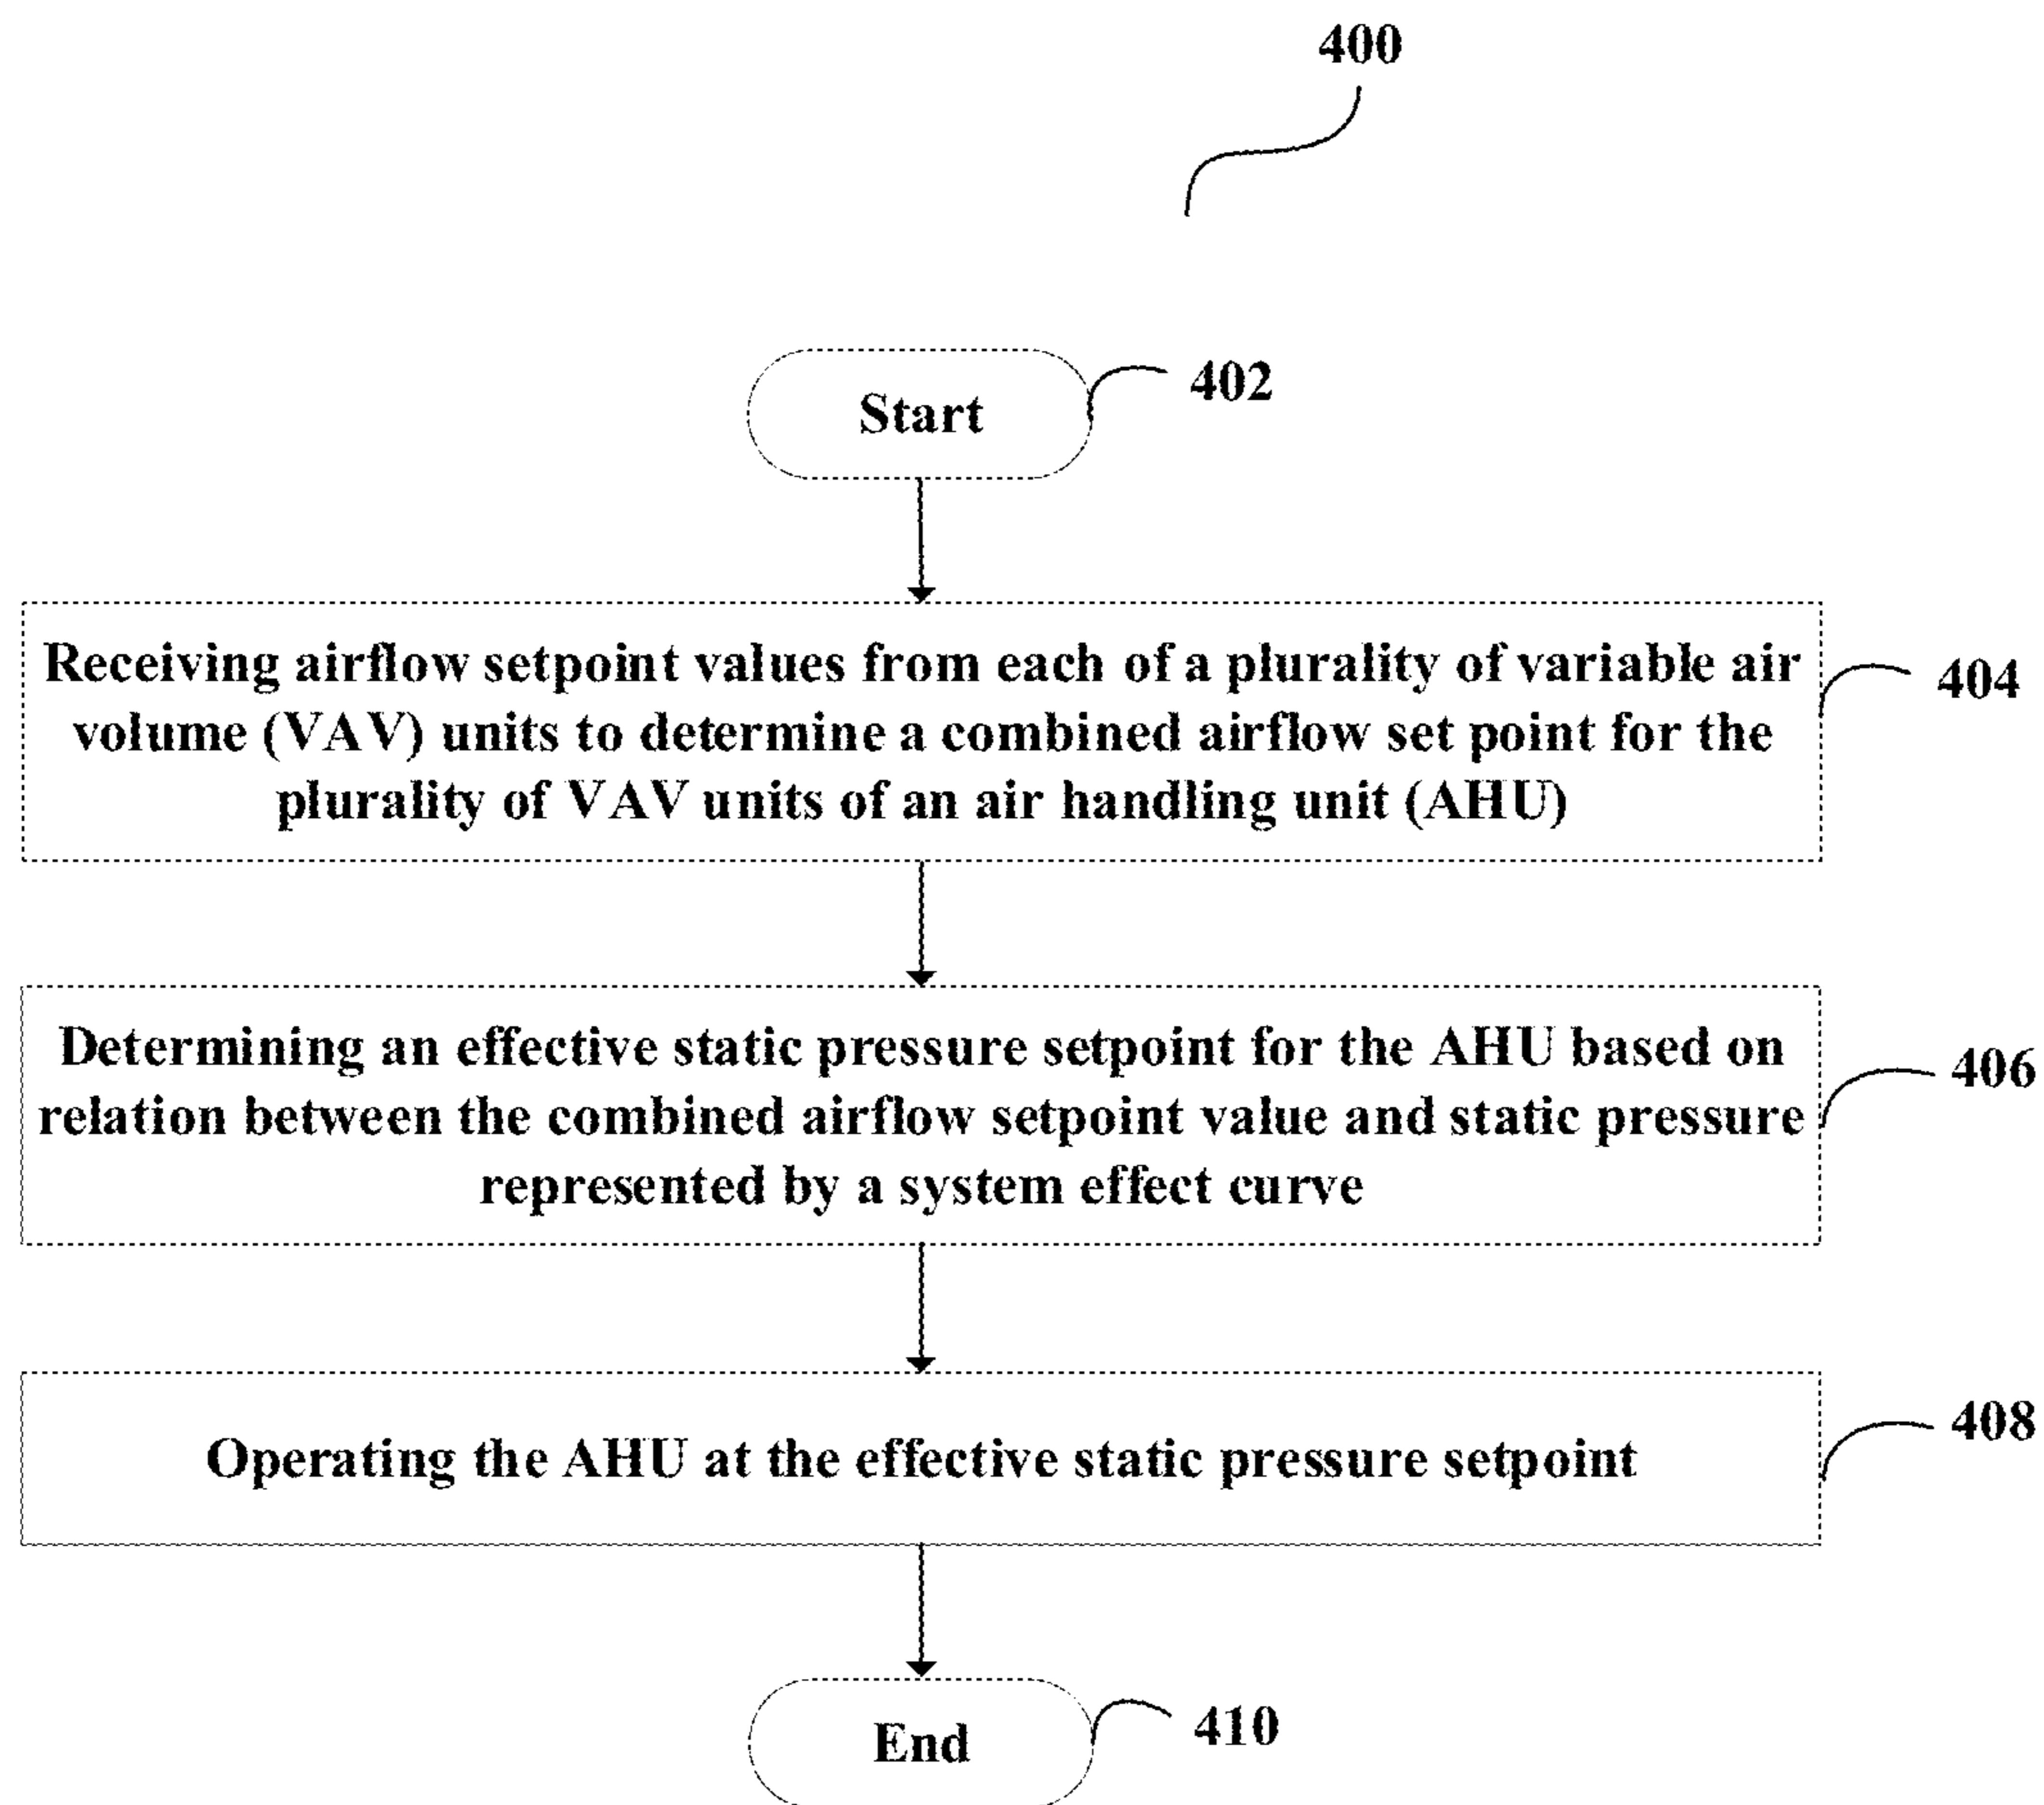 400
Start
402
Receiving airflow setpoint values from each of a plurality of variable air
volume (VAV) units to determine a combined airflow set point for the
plurality of VAV units of an air handling unit (AHU)
404
Determining an effective static pressure setpoint for the AHU based on
relation between the combined airflow setpoint value and static pressure
represented by a system effect curve
406
Operating the AHU at the effective static pressure setpoint
408
End
410